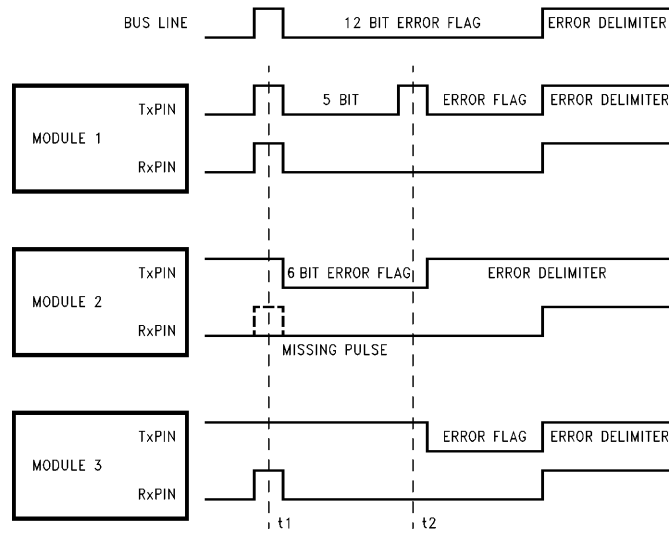 BUS LINE 12 BIT ERROR FLAG ERROR DELIMITER
TxPIN 5 BIT ERROR FLAG ERROR DELIMITER
MODULE 1
RxPIN
TxPIN 6 BIT ERROR FLAG ERROR DELIMITER
MODULE 2
RxPIN
MISSING PULSE
TxPIN ERROR FLAG ERROR DELIMITER
MODULE 3
RxPIN
t1 t2